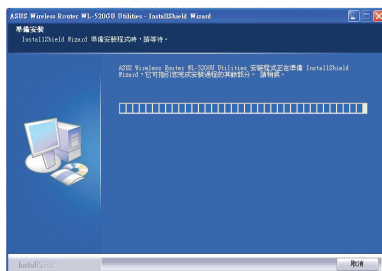 ASUS Wireless Router WL-520GU Utilities - InstallShield Wizard
準備安裝
InstallShield Wizard 準備安裝程式時，請等待。
ASUS Wireless Router WL-520GU Utilities 安裝程式正在準備 InstallShield
Wizard，它可指引您完成安裝過程的其餘部分。 請稍候。
InstallShield
取消